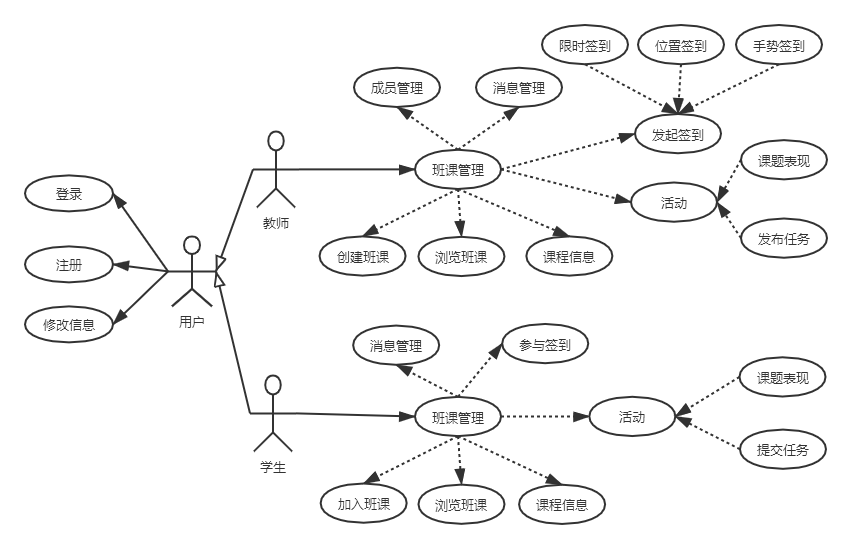 限时签到
位置签到
手势签到
成员管理
消息管理
发起签到
班课管理
课题表现
登录
活动
教师
发布任务
创建班课
浏览班课
课程信息
注册
用户
修改信息
消息管理
参与签到
课题表现
班课管理
活动
学生
提交任务
加入班课
浏览班课
课程信息